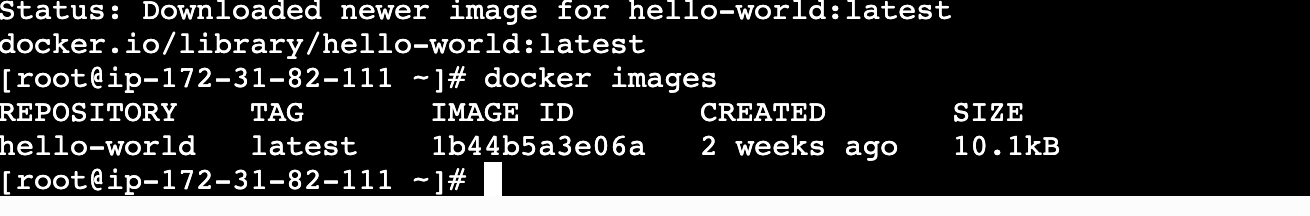 Status: Downloaded newer image for hello-world:latest
docker.io/library/hello-world:latest
[root@ip-172-31-82-111 ~]# docker images
REPOSITORY    TAG       IMAGE ID       CREATED       SIZE
hello-world   latest    1b44b5a3e06a   2 weeks ago   10.1kB
[root@ip-172-31-82-111 ~]#